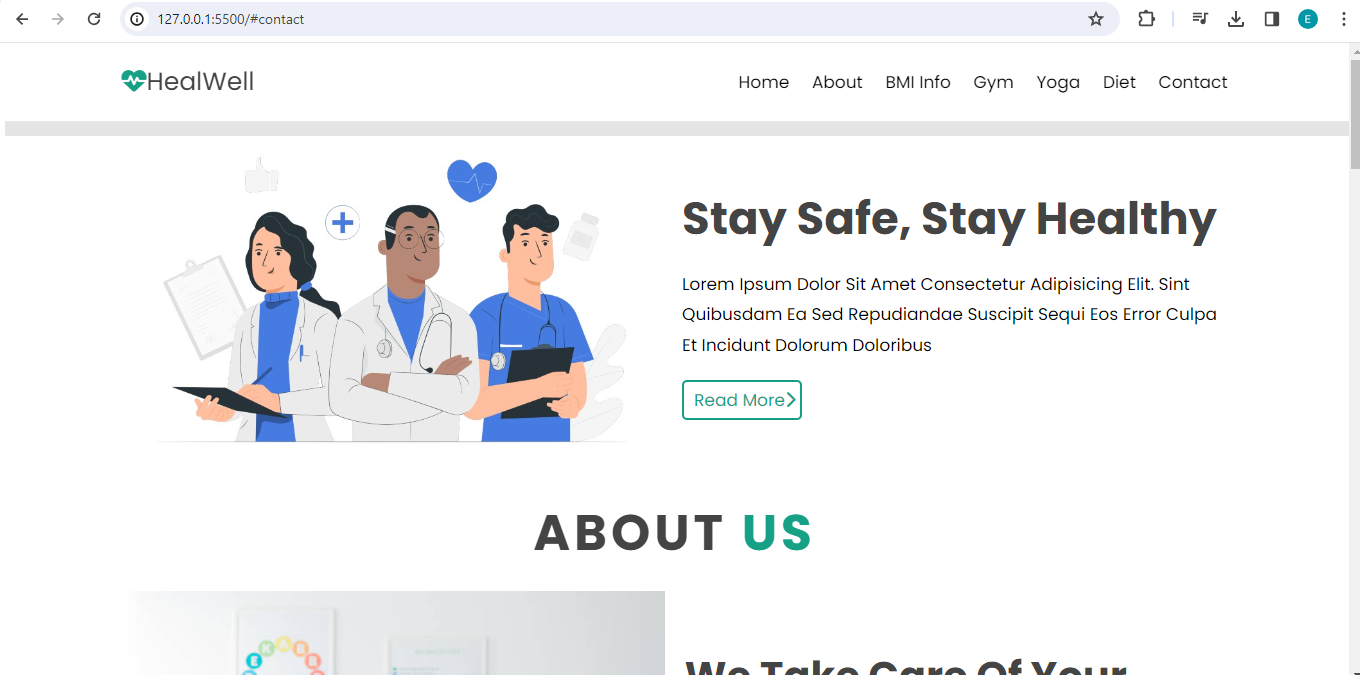 127.0.0.1:5500/#contact
E
HealWell
Home About BMI Info Gym Yoga Diet Contact
Stay Safe, Stay Healthy
Lorem Ipsum Dolor Sit Amet Consectetur Adipisicing Elit. Sint
Quibusdam Ea Sed Repudiandae Suscipit Sequi Eos Error Culpa
Et Incidunt Dolorum Doloribus
Read More
ABOUT US
We Take Care Of Your